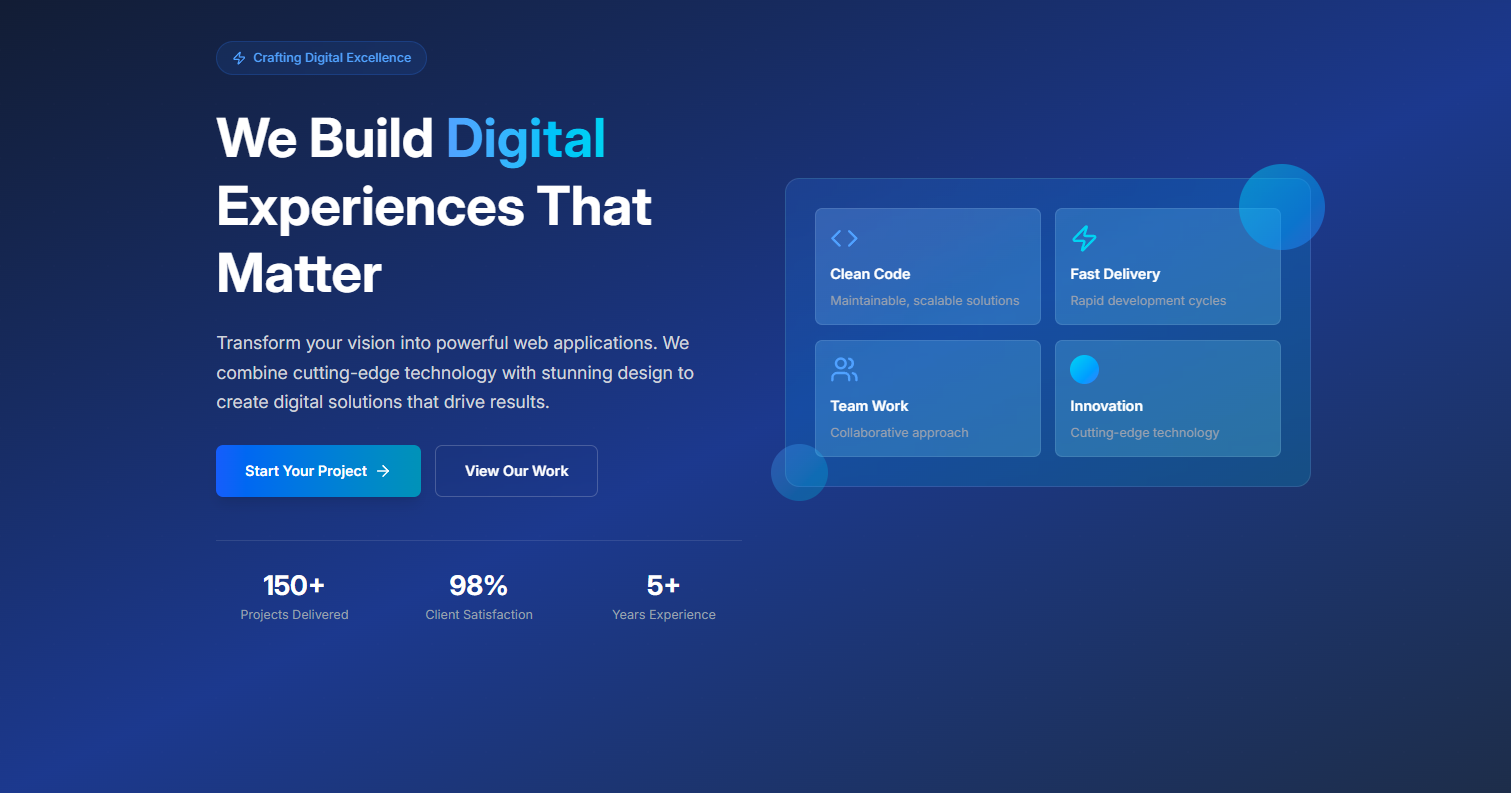 Crafting Digital Excellence
We Build Digital
Experiences That
Matter
Transform your vision into powerful web applications. We
combine cutting-edge technology with stunning design to
create digital solutions that drive results.
Start Your Project
View Our Work
150+
Projects Delivered
98%
Client Satisfaction
5+
Years Experience
Clean Code
Maintainable, scalable solutions
Fast Delivery
Rapid development cycles
Team Work
Collaborative approach
Innovation
Cutting-edge technology